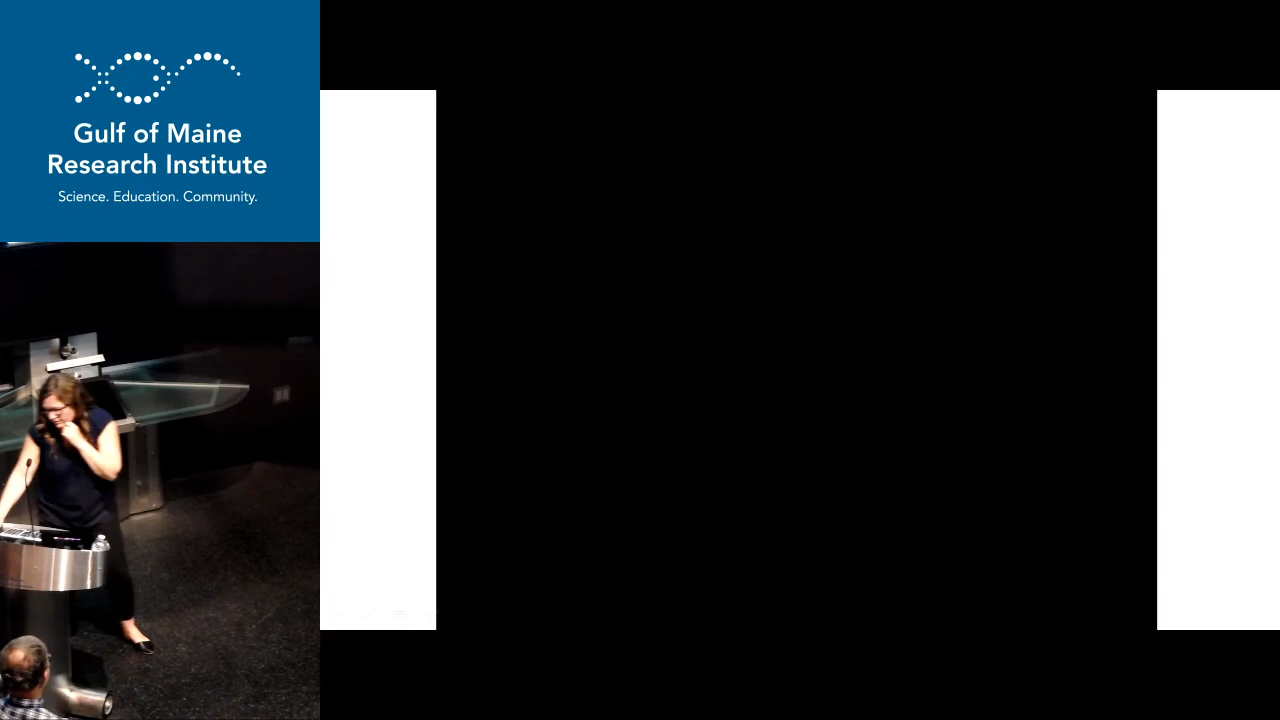 Gulf of Maine
Research Institute
Science. Education. Community.